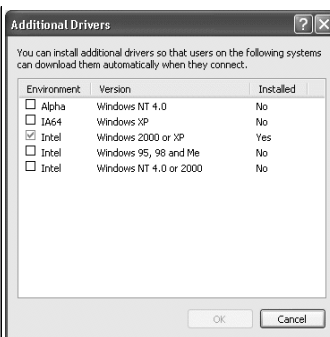 Additional Drivers
You can install additional drivers so that users on the following systems
can download them automatically when they connect.
Environment Version Installed
Alpha Windows NT 4.0 No
IA64 Windows XP No
Intel Windows 2000 or XP Yes
Intel Windows 95, 98 and Me No
Intel Windows NT 4.0 or 2000 No
OK Cancel